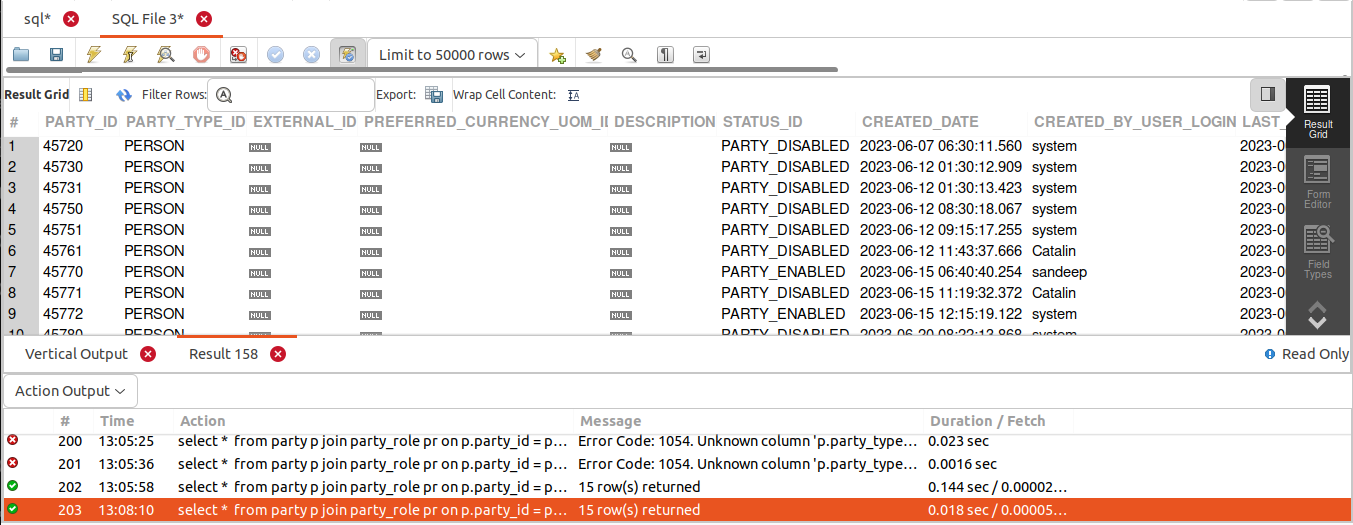 sql* SQL File 3*
Limit to 50000 rows
Result Grid Filter Rows: Export: Wrap Cell Content:
# PARTY_ID PARTY_TYPE_ID EXTERNAL_ID PREFERRED_CURRENCY_UOM_ID DESCRIPTION STATUS_ID CREATED_DATE CREATED_BY_USER_LOGIN LAST_
1 45720 PERSON NULL NULL NULL PARTY_DISABLED 2023-06-07 06:30:11.560 system 2023-0
2 45730 PERSON NULL NULL NULL PARTY_DISABLED 2023-06-12 01:30:12.909 system 2023-0
3 45731 PERSON NULL NULL NULL PARTY_DISABLED 2023-06-12 01:30:13.423 system 2023-0
4 45750 PERSON NULL NULL NULL PARTY_DISABLED 2023-06-12 08:30:18.067 system 2023-0
5 45751 PERSON NULL NULL NULL PARTY_DISABLED 2023-06-12 09:15:17.255 system 2023-0
6 45761 PERSON NULL NULL NULL PARTY_DISABLED 2023-06-12 11:43:37.666 Catalin 2023-0
7 45770 PERSON NULL NULL NULL PARTY_ENABLED 2023-06-15 06:40:40.254 sandeep 2023-0
8 45771 PERSON NULL NULL NULL PARTY_DISABLED 2023-06-15 11:19:32.372 Catalin 2023-0
9 45772 PERSON NULL NULL NULL PARTY_ENABLED 2023-06-15 12:15:19.122 system 2023-0
10 45780 PERSON NULL NULL NULL PARTY_DISABLED 2023-06-20 08:22:13.868 system 2023-0
Result
Grid
Form
Editor
Field
Types
Vertical Output Result 158 Read Only
Action Output
# Time Action Message Duration / Fetch
200 13:05:25 select * from party p join party_role pr on p.party_id = p... Error Code: 1054. Unknown column 'p.party_type... 0.023 sec
201 13:05:36 select * from party p join party_role pr on p.party_id = p... Error Code: 1054. Unknown column 'p.party_type... 0.0016 sec
202 13:05:58 select * from party p join party_role pr on p.party_id = p... 15 row(s) returned 0.144 sec / 0.00002...
203 13:08:10 select * from party p join party_role pr on p.party_id = p... 15 row(s) returned 0.018 sec / 0.00005...